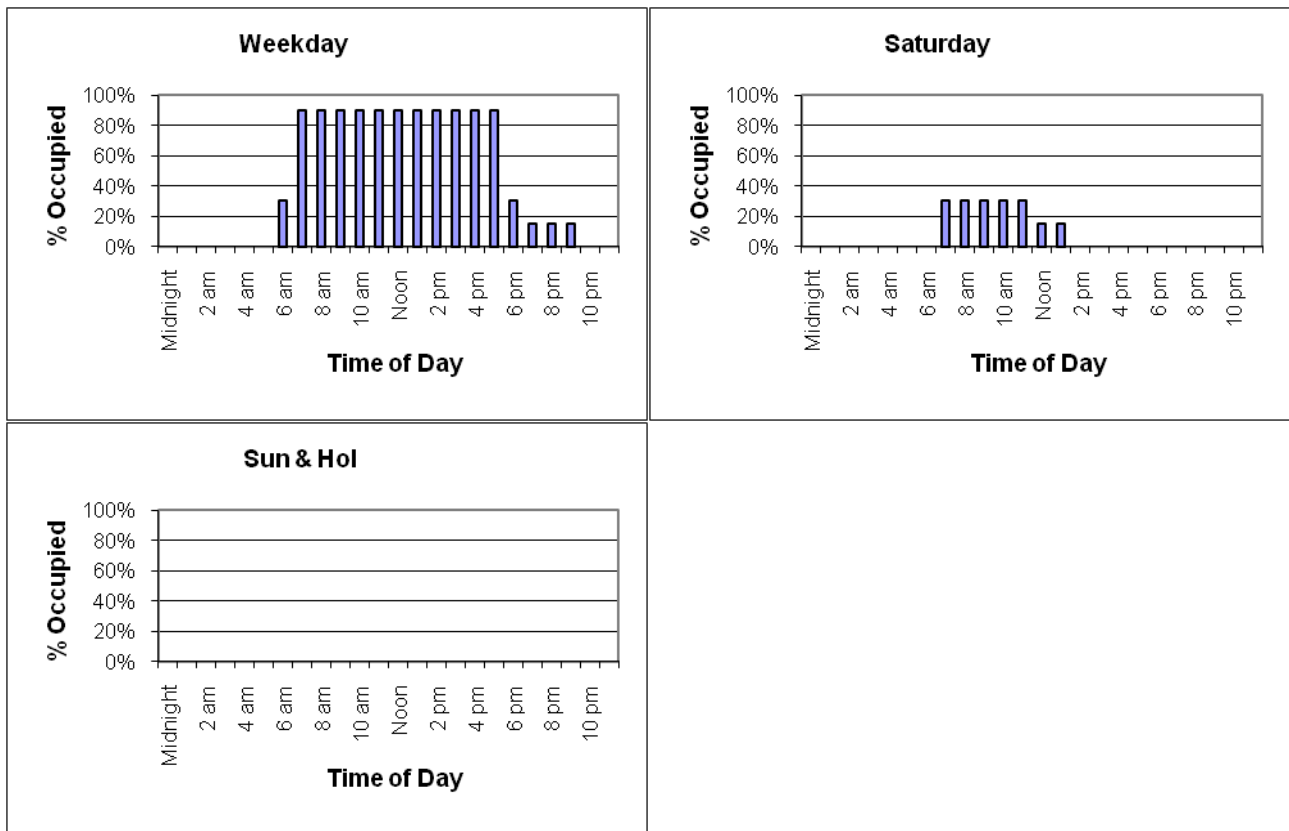 Weekday
% Occupied
100%
80%
60%
40%
20%
0%
Midnight
2 am
4 am
6 am
8 am
10 am
Noon
2 pm
4 pm
6 pm
8 pm
10 pm
Time of Day
Saturday
% Occupied
100%
80%
60%
40%
20%
0%
Midnight
2 am
4 am
6 am
8 am
10 am
Noon
2 pm
4 pm
6 pm
8 pm
10 pm
Time of Day
Sun & Hol
% Occupied
100%
80%
60%
40%
20%
0%
Midnight
2 am
4 am
6 am
8 am
10 am
Noon
2 pm
4 pm
6 pm
8 pm
10 pm
Time of Day